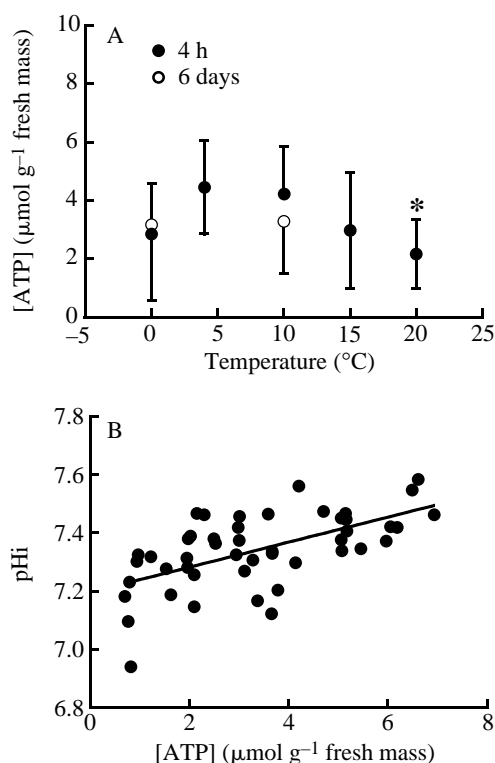 A
4 h
6 days
10
8
6
4
2
0
*
[ATP] (µmol g–1 fresh mass)
–5 0 5 10 15 20 25
Temperature (°C)
B
7.8
7.6
7.4
7.2
7.0
6.8
pHi
0 2 4 6 8
[ATP] (µmol g–1 fresh mass)